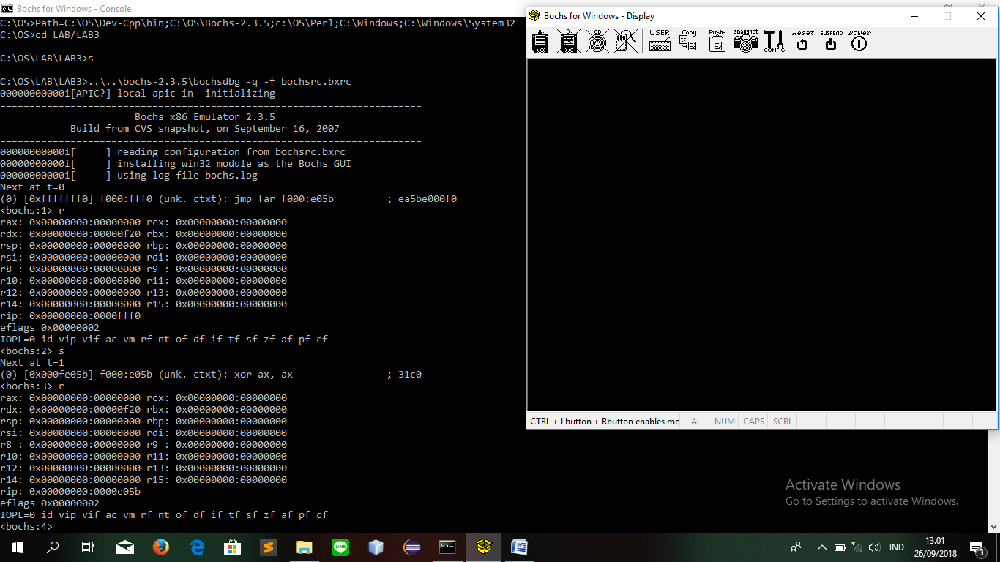 Bochs for Windows - Console
C:\OS>Path=C:\OS\Dev-Cpp\bin;C:\OS\Bochs-2.3.5;c:\OS\Perl;C:\Windows;C:\Windows\System32
C:\OS>cd LAB/LAB3
C:\OS\LAB\LAB3>s
C:\OS\LAB\LAB3>..\..\bochs-2.3.5\bochsdbg -q -f bochsrc.bxrc
00000000000i[APIC?] local apic in  initializing
========================================================================
Bochs x86 Emulator 2.3.5
Build from CVS snapshot, on September 16, 2007
========================================================================
00000000000i[     ] reading configuration from bochsrc.bxrc
00000000000i[     ] installing win32 module as the Bochs GUI
00000000000i[     ] using log file bochs.log
Next at t=0
(0) [0xfffffff0] f000:fff0 (unk. ctxt): jmp far f000:e05b         ; ea5be000f0
<bochs:1> r
rax: 0x00000000:00000000 rcx: 0x00000000:00000000
rdx: 0x00000000:00000f20 rbx: 0x00000000:00000000
rsp: 0x00000000:00000000 rbp: 0x00000000:00000000
rsi: 0x00000000:00000000 rdi: 0x00000000:00000000
r8 : 0x00000000:00000000 r9 : 0x00000000:00000000
r10: 0x00000000:00000000 r11: 0x00000000:00000000
r12: 0x00000000:00000000 r13: 0x00000000:00000000
r14: 0x00000000:00000000 r15: 0x00000000:00000000
rip: 0x00000000:0000fff0
eflags 0x00000002
IOPL=0 id vip vif ac vm rf nt of df if tf sf zf af pf cf
<bochs:2> s
Next at t=1
(0) [0x000fe05b] f000:e05b (unk. ctxt): xor ax, ax                ; 31c0
<bochs:3> r
rax: 0x00000000:00000000 rcx: 0x00000000:00000000
rdx: 0x00000000:00000f20 rbx: 0x00000000:00000000
rsp: 0x00000000:00000000 rbp: 0x00000000:00000000
rsi: 0x00000000:00000000 rdi: 0x00000000:00000000
r8 : 0x00000000:00000000 r9 : 0x00000000:00000000
r10: 0x00000000:00000000 r11: 0x00000000:00000000
r12: 0x00000000:00000000 r13: 0x00000000:00000000
r14: 0x00000000:00000000 r15: 0x00000000:00000000
rip: 0x00000000:0000e05b
eflags 0x00000002
IOPL=0 id vip vif ac vm rf nt of df if tf sf zf af pf cf
<bochs:4>
Bochs for Windows - Display
A: B: CD USER Copy Paste snapshot CONFIG Reset SUSPEND Power
CTRL + Lbutton + Rbutton enables mo A: NUM CAPS SCRL
Activate Windows
Go to Settings to activate Windows.
LINE
IND
13.01
26/09/2018
3